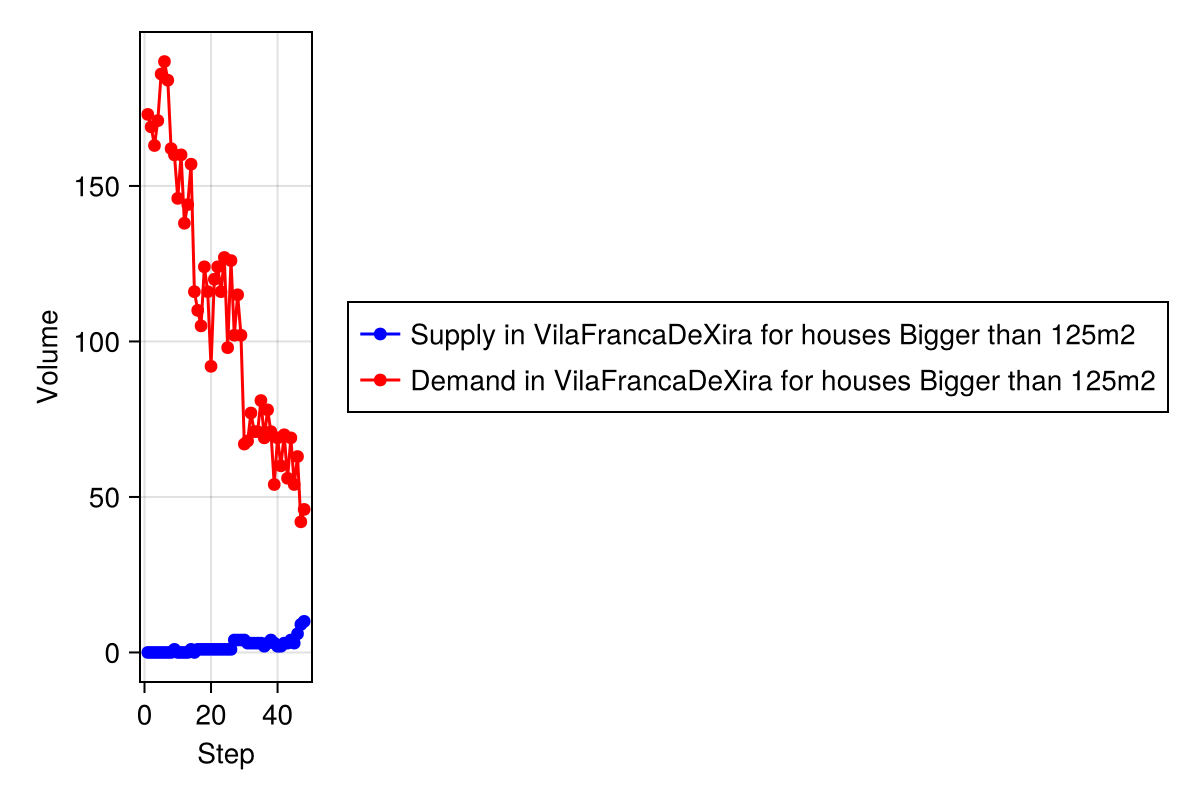 Volume
150
100
50
0
0 20 40
Step
Supply in VilaFrancaDeXira for houses Bigger than 125m2
Demand in VilaFrancaDeXira for houses Bigger than 125m2